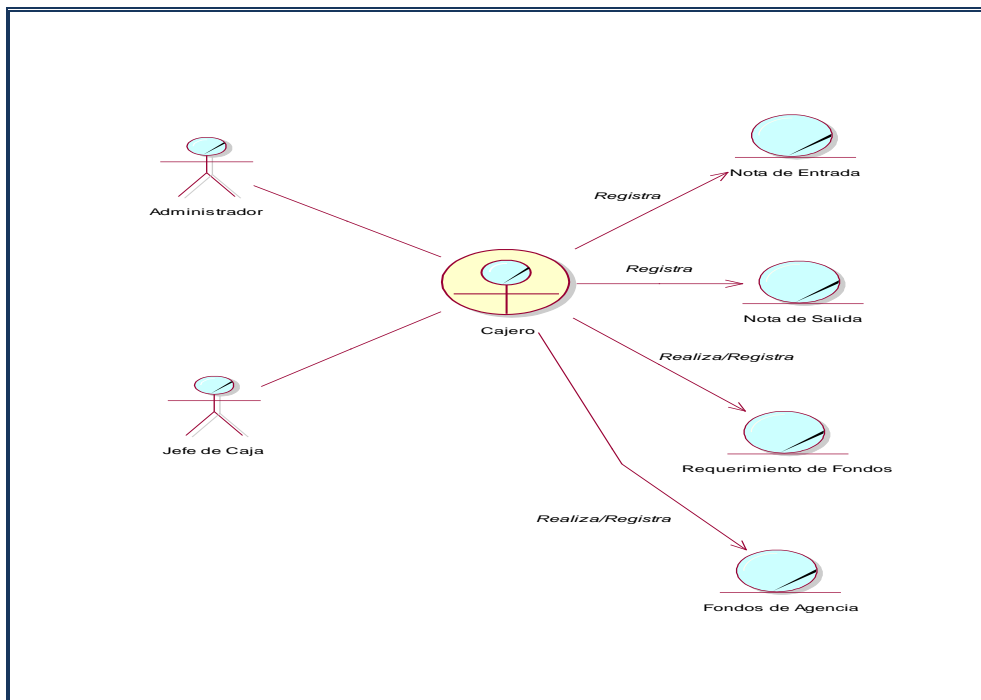 Nota de Entrada
Registra
Administrador
Registra
Nota de Salida
Cajero
Realiza/Registra
Jefe de Caja
Requerimiento de Fondos
Realiza/Registra
Fondos de Agencia